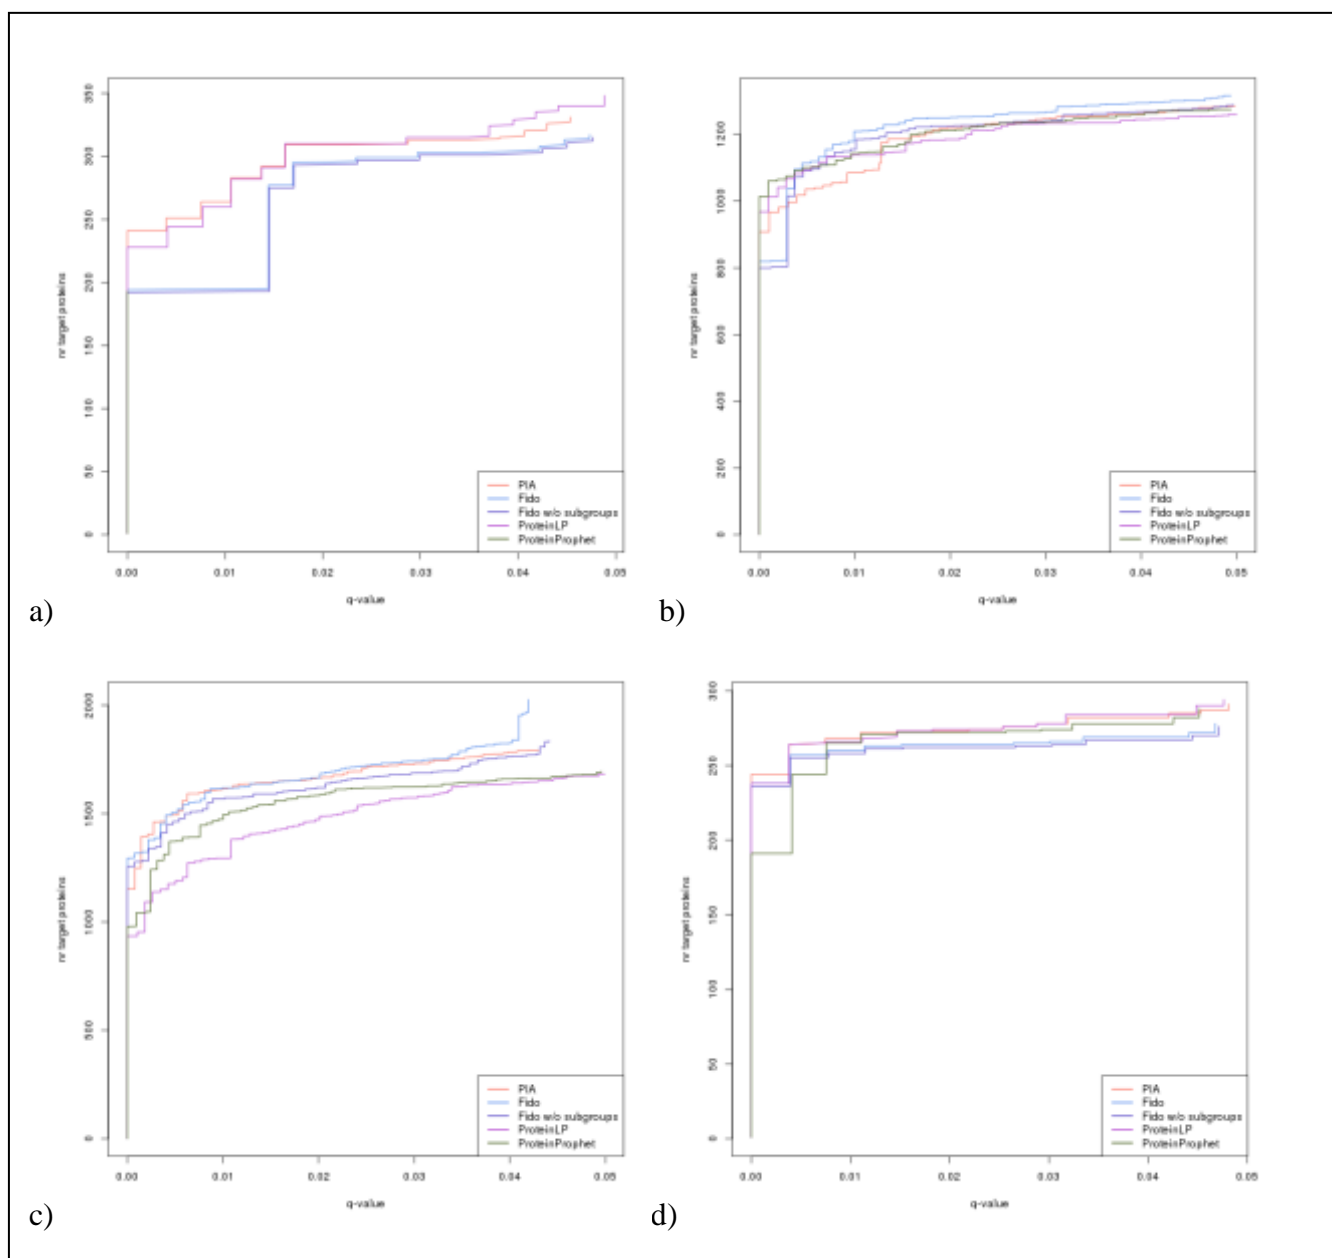 350
300
250
200
150
100
50
0
nr target proteins
0.00 0.01 0.02 0.03 0.04 0.05
q-value
PIA
Fido
Fido w/o subgroups
ProteinLP
ProteinProphet
a)
1200
1000
800
600
400
200
0
nr target proteins
0.00 0.01 0.02 0.03 0.04 0.05
q-value
PIA
Fido
Fido w/o subgroups
ProteinLP
ProteinProphet
b)
2000
1500
1000
500
0
nr target proteins
0.00 0.01 0.02 0.03 0.04 0.05
q-value
PIA
Fido
Fido w/o subgroups
ProteinLP
ProteinProphet
c)
300
250
200
150
100
50
0
nr target proteins
0.00 0.01 0.02 0.03 0.04 0.05
q-value
PIA
Fido
Fido w/o subgroups
ProteinLP
ProteinProphet
d)